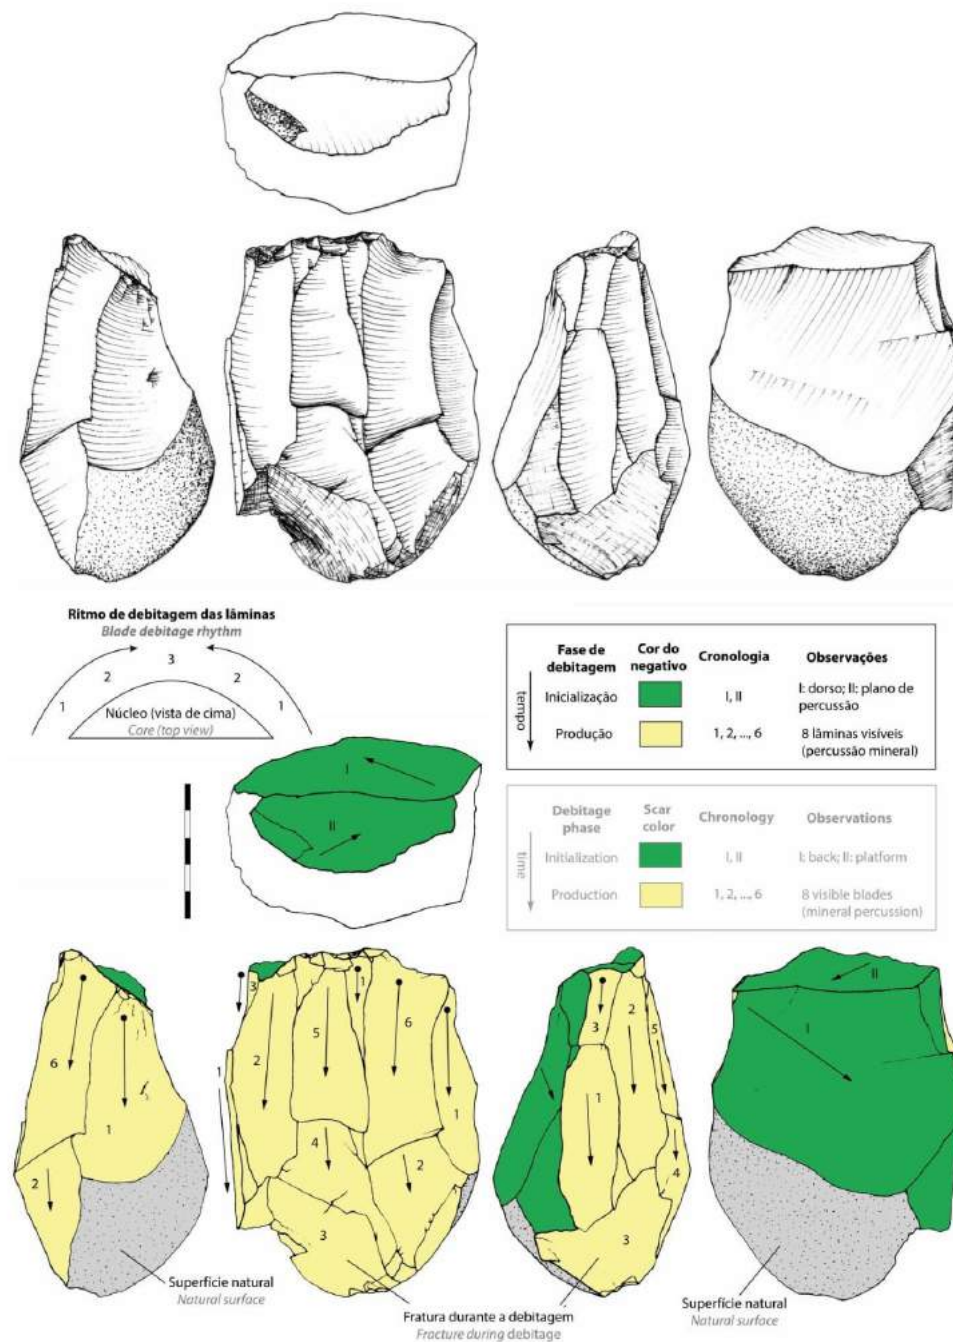 Ritmo de debitagem das lâminas
Blade debitage rhythm
3
2 2
1 1
Núcleo (vista de cima)
Core (top view)
Fase de debitagem Cor do negativo Cronologia Observações
tempo
Inicialização I, II I: dorso; II: plano de percussão
Produção 1, 2, ..., 6 8 lâminas visíveis (percussão mineral)
Debitage phase Scar color Chronology Observations
time
Initialization I, II I: back; II: platform
Production 1, 2, ..., 6 8 visible blades (mineral percussion)
I
II
6
1
2
Superfície natural
Natural surface
3
1
5
6
2
1
1
4
2
3
Fratura durante a debitagem
Fracture during debitage
2
3
5
1
4
3
II
I
Superfície natural
Natural surface